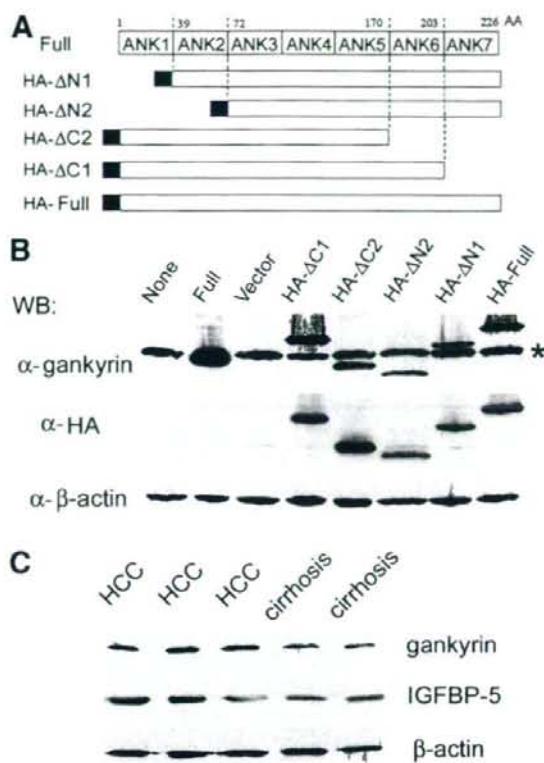 A
1 39 72 170 203 226 AA
Full ANK1 ANK2 ANK3 ANK4 ANK5 ANK6 ANK7
HA-ΔN1
HA-ΔN2
HA-ΔC2
HA-ΔC1
HA-Full
B
WB:
None Full Vector HA-ΔC1 HA-ΔC2 HA-ΔN2 HA-ΔN1 HA-Full
α-gankyrin *
α-HA
α-β-actin
C
HCC HCC HCC cirrhosis cirrhosis
gankyrin
IGFBP-5
β-actin